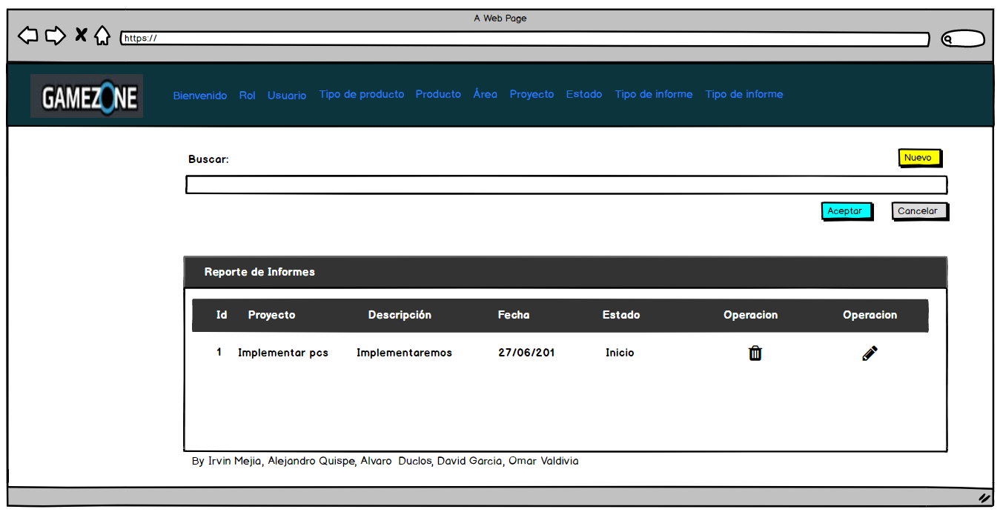 A Web Page
https://
GAMEZONE Bienvenido Rol Usuario Tipo de producto Producto Área Proyecto Estado Tipo de informe Tipo de informe
Buscar: Nuevo
Aceptar Cancelar
Reporte de Informes
Id Proyecto Descripción Fecha Estado Operacion Operacion
1 Implementar pcs Implementaremos 27/06/201 Inicio
By Irvin Mejia, Alejandro Quispe, Alvaro Duclos, David Garcia, Omar Valdivia